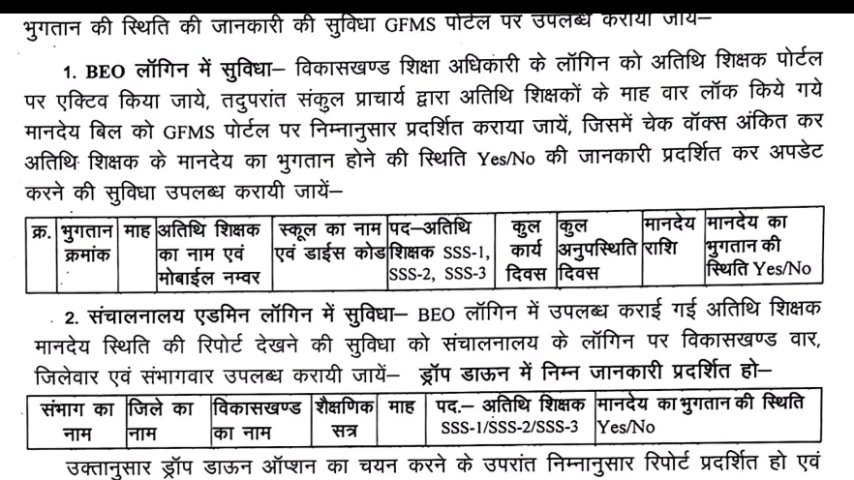 भुगतान की स्थिति की जानकारी की सुविधा GFMS पोर्टल पर उपलब्ध कराया जाये–
1. BEO लॉगिन में सुविधा– विकासखण्ड शिक्षा अधिकारी के लॉगिन को अतिथि शिक्षक पोर्टल
पर एक्टिव किया जाये, तदुपरांत संकुल प्राचार्य द्वारा अतिथि शिक्षकों के माह वार लॉक किये गये
मानदेय बिल को GFMS पोर्टल पर निम्नानुसार प्रदर्शित कराया जायें, जिसमें चेक वॉक्स अंकित कर
अतिथि शिक्षक के मानदेय का भुगतान होने की स्थिति Yes/No की जानकारी प्रदर्शित कर अपडेट
करने की सुविधा उपलब्ध करायी जायें–
क्र. भुगतान माह अतिथि शिक्षक स्कूल का नाम पद–अतिथि कुल कुल मानदेय मानदेय का
क्रमांक का नाम एवं एवं डाईस कोड शिक्षक SSS-1, कार्य अनुपस्थिति राशि भुगतान की
मोबाईल नम्वर SSS-2, SSS-3 दिवस दिवस स्थिति Yes/No
2. संचालनालय एडमिन लॉगिन में सुविधा– BEO लॉगिन में उपलब्ध कराई गई अतिथि शिक्षक
मानदेय स्थिति की रिपोर्ट देखने की सुविधा को संचालनालय के लॉगिन पर विकासखण्ड वार,
जिलेवार एवं संभागवार उपलब्ध करायी जायें– ड्रॉप डाऊन में निम्न जानकारी प्रदर्शित हो–
संभाग का जिले का विकासखण्ड शैक्षणिक माह पद.– अतिथि शिक्षक मानदेय का भुगतान की स्थिति
नाम नाम का नाम सत्र SSS-1/SSS-2/SSS-3 Yes/No
उक्तानुसार ड्रॉप डाऊन ऑप्शन का चयन करने के उपरांत निम्नानुसार रिपोर्ट प्रदर्शित हो एवं